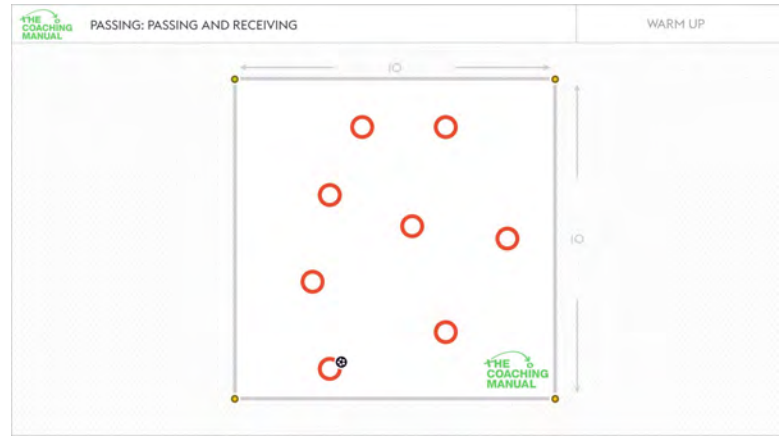 THE
COACHING
MANUAL
PASSING: PASSING AND RECEIVING
WARM UP
10
10
THE
COACHING
MANUAL